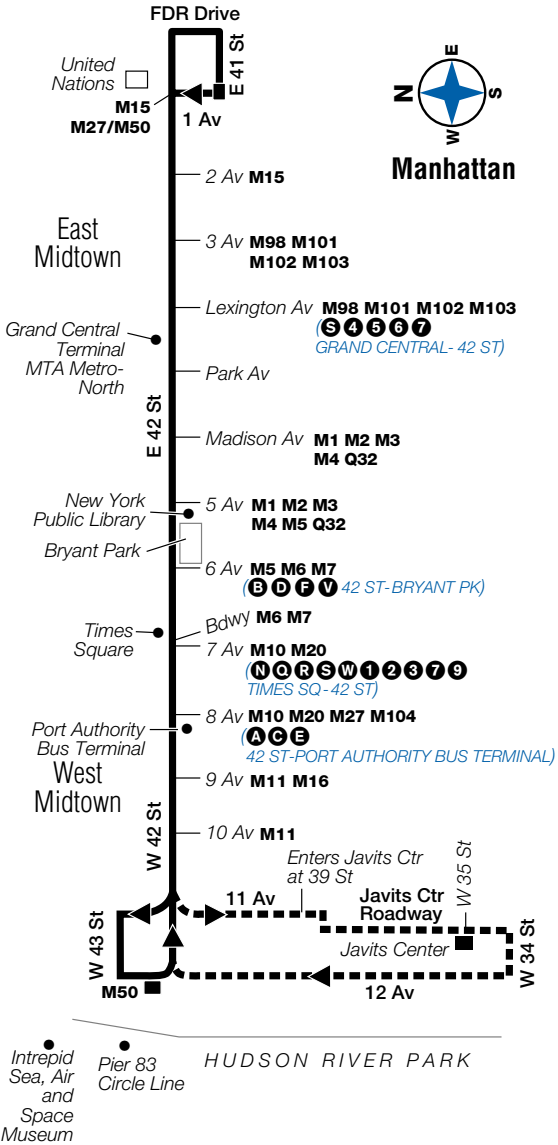 FDR Drive
E 41 St
United
Nations
M15
M27/M50
1 Av
E
N
S
W
Manhattan
2 Av M15
East
Midtown
3 Av M98 M101
M102 M103
Lexington Av M98 M101 M102 M103
(S 4 5 6 7
GRAND CENTRAL- 42 ST)
Grand Central
Terminal
MTA Metro-
North
Park Av
E 42 St
Madison Av M1 M2 M3
M4 Q32
New York
Public Library
5 Av M1 M2 M3
M4 M5 Q32
Bryant Park
6 Av M5 M6 M7
(B D F V 42 ST-BRYANT PK)
Bdwy M6 M7
Times
Square
7 Av M10 M20
(N Q R S W 1 2 3 7 9
TIMES SQ-42 ST)
8 Av M10 M20 M27 M104
(A C E
42 ST-PORT AUTHORITY BUS TERMINAL)
Port Authority
Bus Terminal
West
Midtown
9 Av M11 M16
W 42 St
10 Av M11
Enters Javits Ctr
at 39 St
W 35 St
11 Av
Javits Ctr
Roadway
Javits Center
W 43 St
W 34 St
M50
12 Av
HUDSON RIVER PARK
Intrepid
Sea, Air
and
Space
Museum
Pier 83
Circle Line